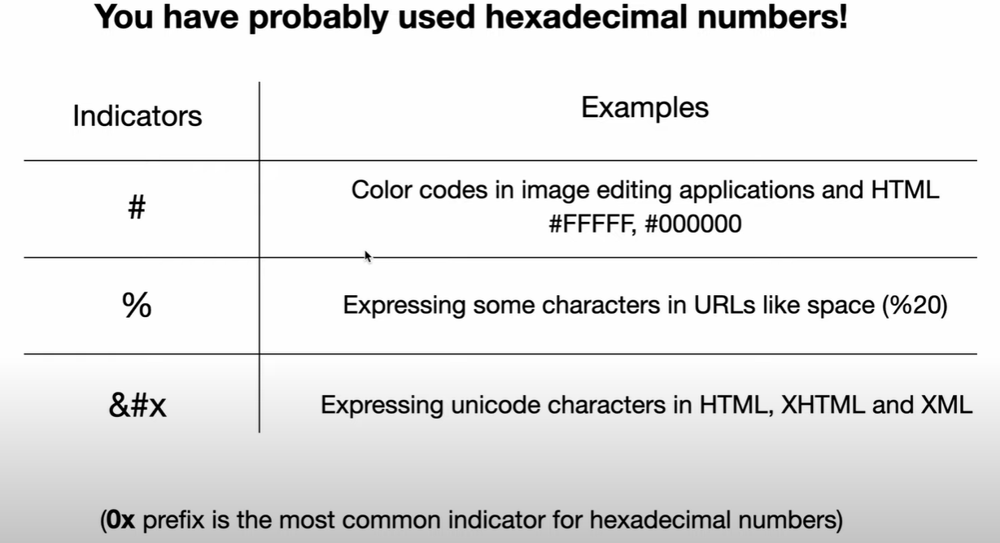 You have probably used hexadecimal numbers!
Indicators
Examples
#
Color codes in image editing applications and HTML
#FFFFF, #000000
%
Expressing some characters in URLs like space (%20)
&#x
Expressing unicode characters in HTML, XHTML and XML
(0x prefix is the most common indicator for hexadecimal numbers)